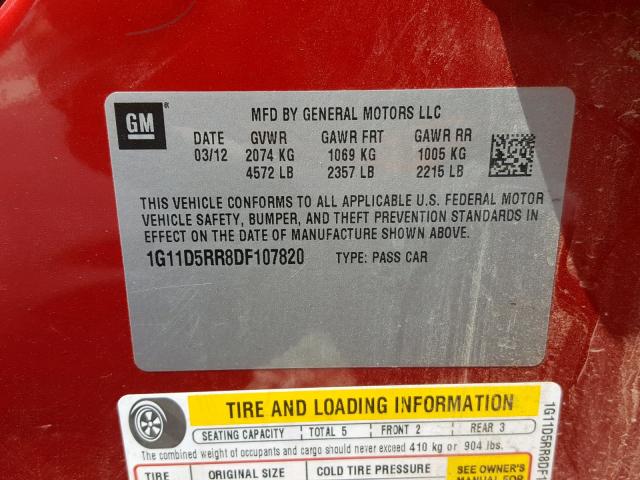 GM
MFD BY GENERAL MOTORS LLC
DATE GVWR GAWR FRT GAWR RR
03/12 2074 KG 1069 KG 1005 KG
4572 LB 2357 LB 2215 LB
THIS VEHICLE CONFORMS TO ALL APPLICABLE U.S. FEDERAL MOTOR
VEHICLE SAFETY, BUMPER, AND THEFT PREVENTION STANDARDS IN
EFFECT ON THE DATE OF MANUFACTURE SHOWN ABOVE.
1G11D5RR8DF107820 TYPE: PASS CAR
TIRE AND LOADING INFORMATION
SEATING CAPACITY TOTAL 5 FRONT 2 REAR 3
The combined weight of occupants and cargo should never exceed 410 kg or 904 lbs.
TIRE ORIGINAL SIZE COLD TIRE PRESSURE SEE OWNER'S
MANUAL FOR
1G11D5RR8DF1